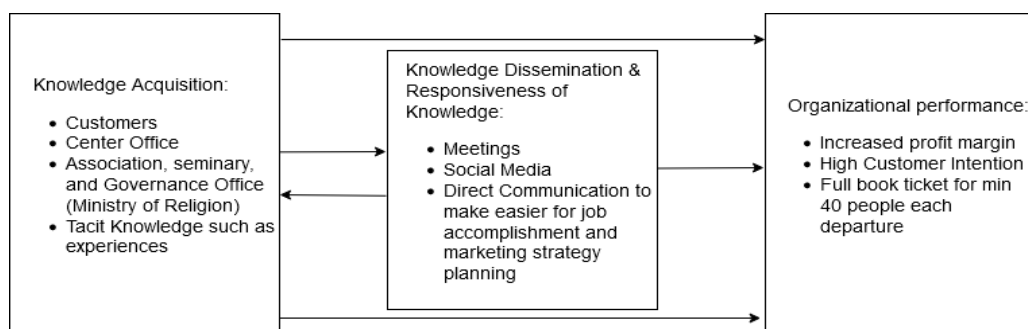 Knowledge Acquisition:
• Customers
• Center Office
• Association, seminary,
and Governance Office
(Ministry of Religion)
• Tacit Knowledge such as
experiences
Knowledge Dissemination &
Responsiveness of
Knowledge:
• Meetings
• Social Media
• Direct Communication to
make easier for job
accomplishment and
marketing strategy
planning
Organizational performance:
• Increased profit margin
• High Customer Intention
• Full book ticket for min
40 people each
departure